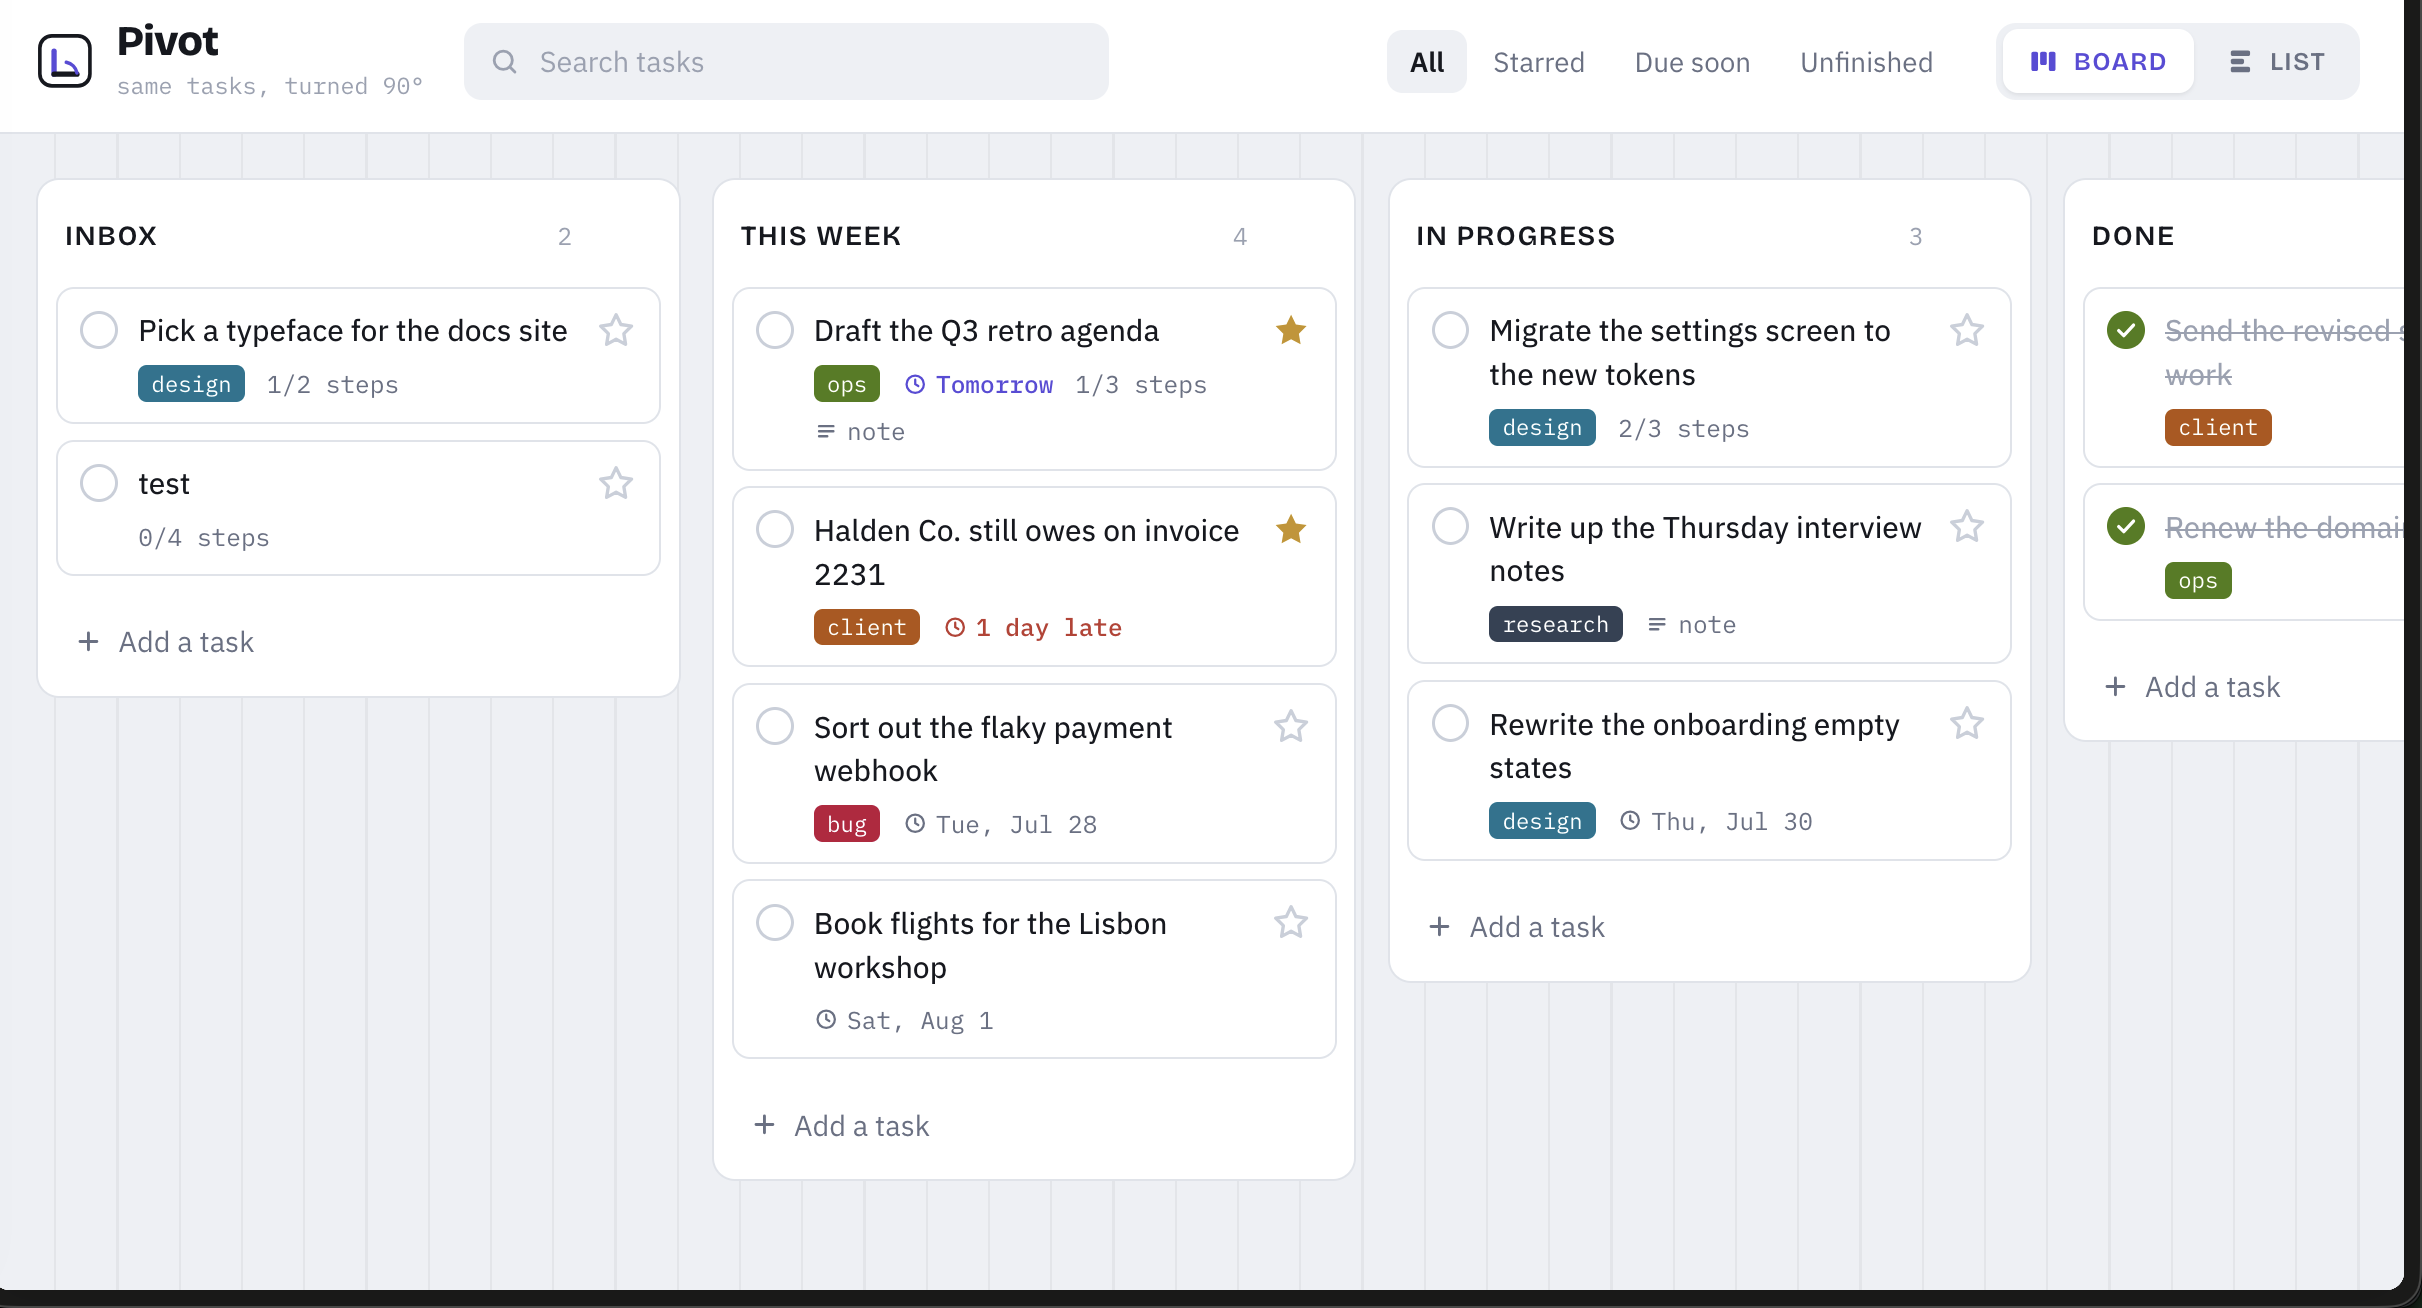 Pivot
same tasks, turned 90°
Search tasks
All
Starred
Due soon
Unfinished
BOARD
LIST
INBOX
2
Pick a typeface for the docs site
design
1/2 steps
test
0/4 steps
Add a task
THIS WEEK
4
Draft the Q3 retro agenda
ops
Tomorrow
1/3 steps
note
Halden Co. still owes on invoice
2231
client
1 day late
Sort out the flaky payment
webhook
bug
Tue, Jul 28
Book flights for the Lisbon
workshop
Sat, Aug 1
Add a task
IN PROGRESS
3
Migrate the settings screen to
the new tokens
design
2/3 steps
Write up the Thursday interview
notes
research
note
Rewrite the onboarding empty
states
design
Thu, Jul 30
Add a task
DONE
Send the revised
work
client
Renew the domain
ops
Add a task